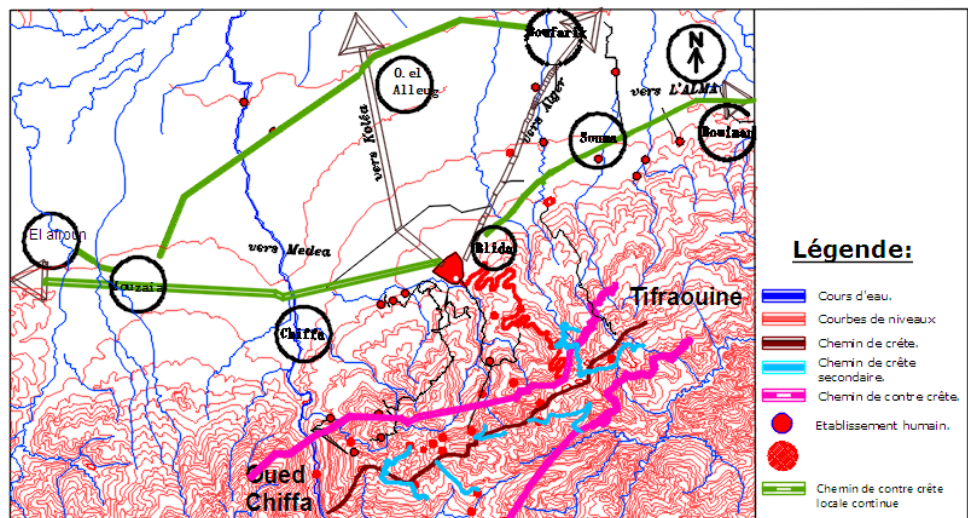 Boufarik
N
O. el
Alleug
vers L'ALMA
vers Alger
vers Koléa
Souma
Bouinan
El afroun
vers Medea
Blida
Mouzaia
Chiffa
Tifraouine
Oued
Chiffa
Légende:
Cours d'eau.
Courbes de niveaux
Chemin de crête.
Chemin de crête
secondaire.
Chemin de contre crête.
Etablissement humain.
Chemin de contre crête
locale continue